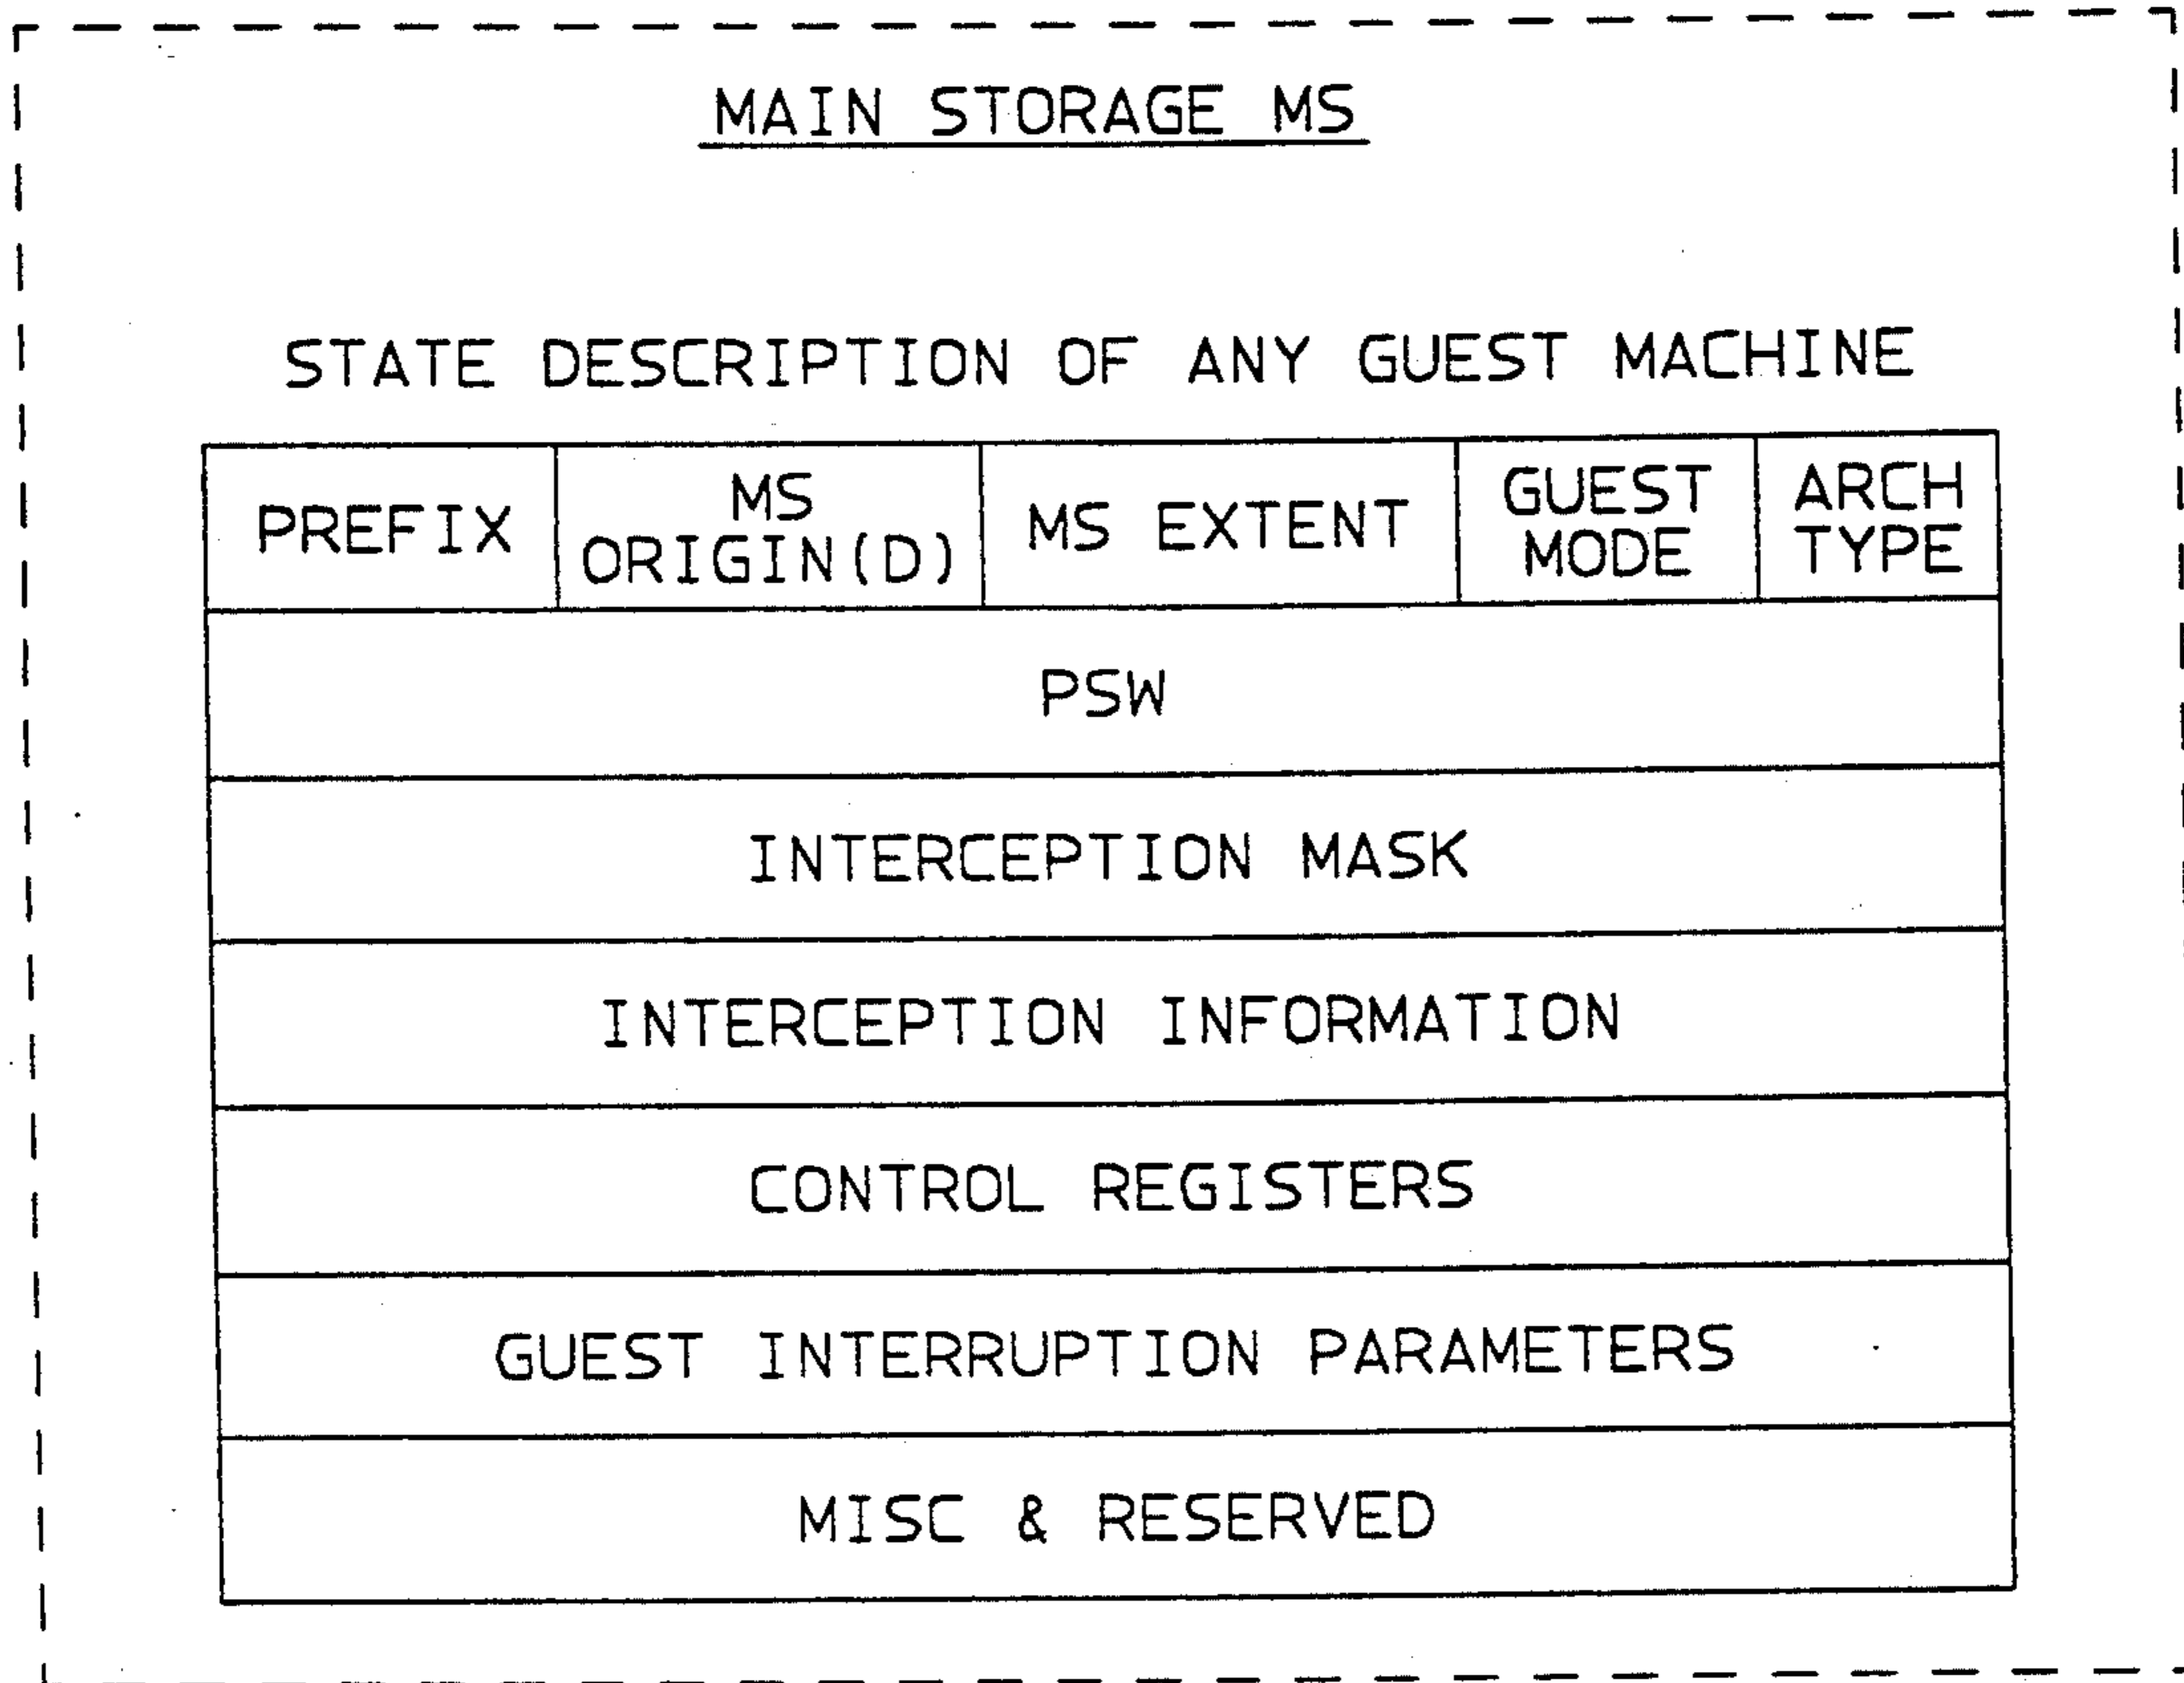 MAIN STORAGE MS
STATE DESCRIPTION OF ANY GUEST MACHINE
PREFIX
MS
ORIGIN(D)
MS EXTENT
GUEST
MODE
ARCH
TYPE
PSW
INTERCEPTION MASK
INTERCEPTION INFORMATION
CONTROL REGISTERS
GUEST INTERRUPTION PARAMETERS
MISC & RESERVED